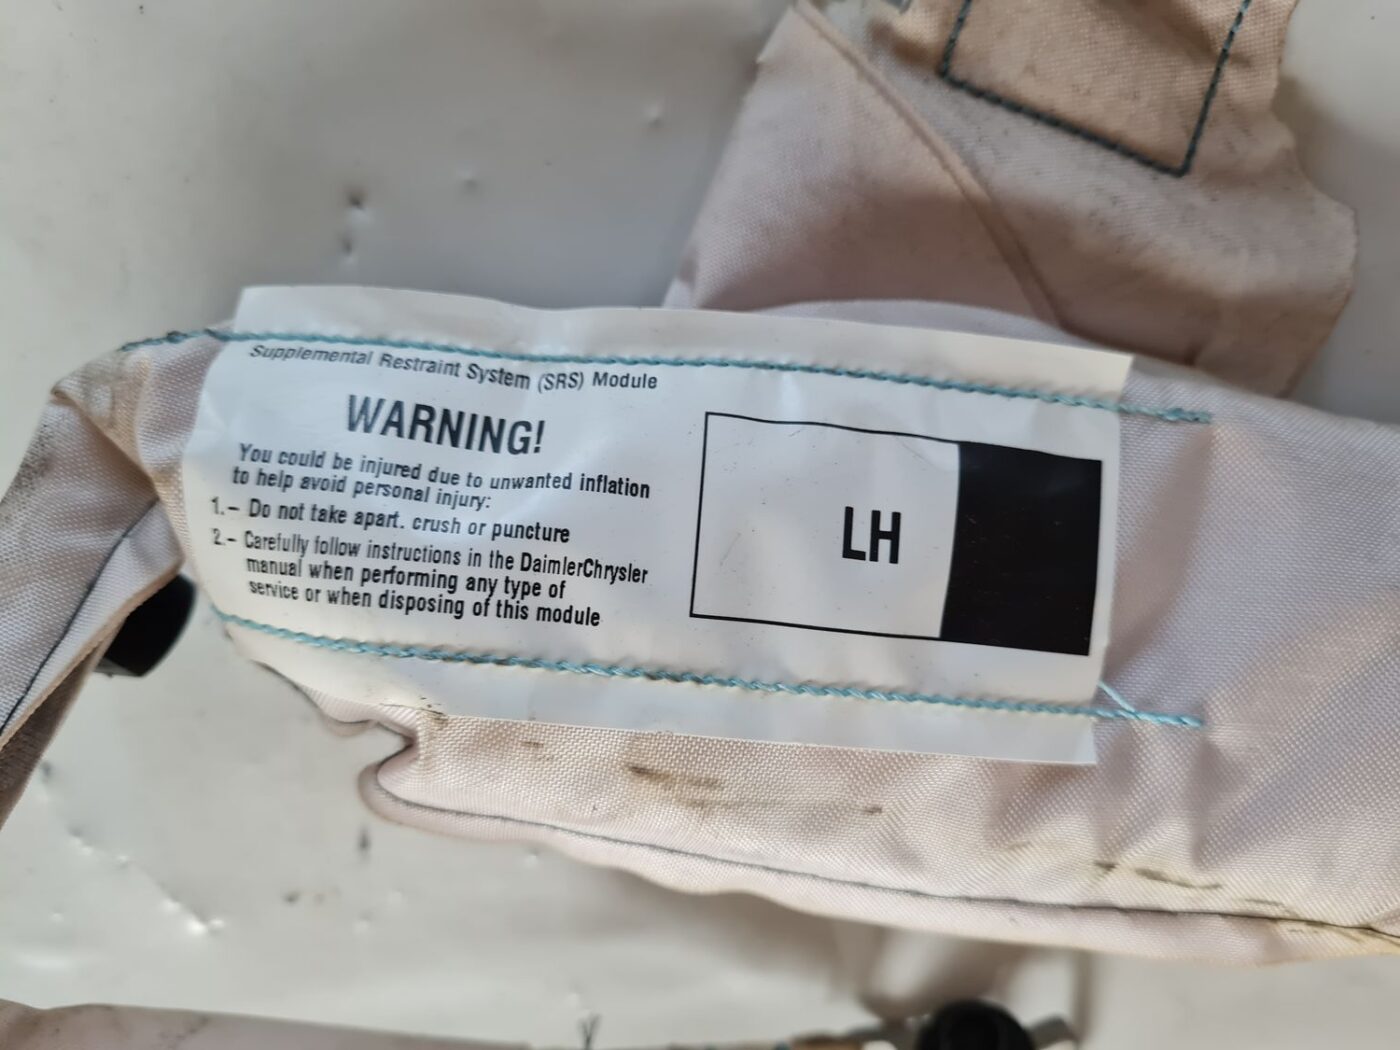 Supplemental Restraint System (SRS) Module
WARNING!
You could be injured due to unwanted inflation
to help avoid personal injury:
1.- Do not take apart. crush or puncture
2.- Carefully follow instructions in the DaimlerChrysler
manual when performing any type of
service or when disposing of this module
LH